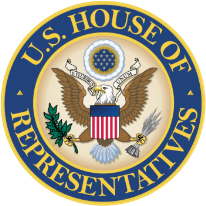 U.S. HOUSE OF
REPRESENTATIVES